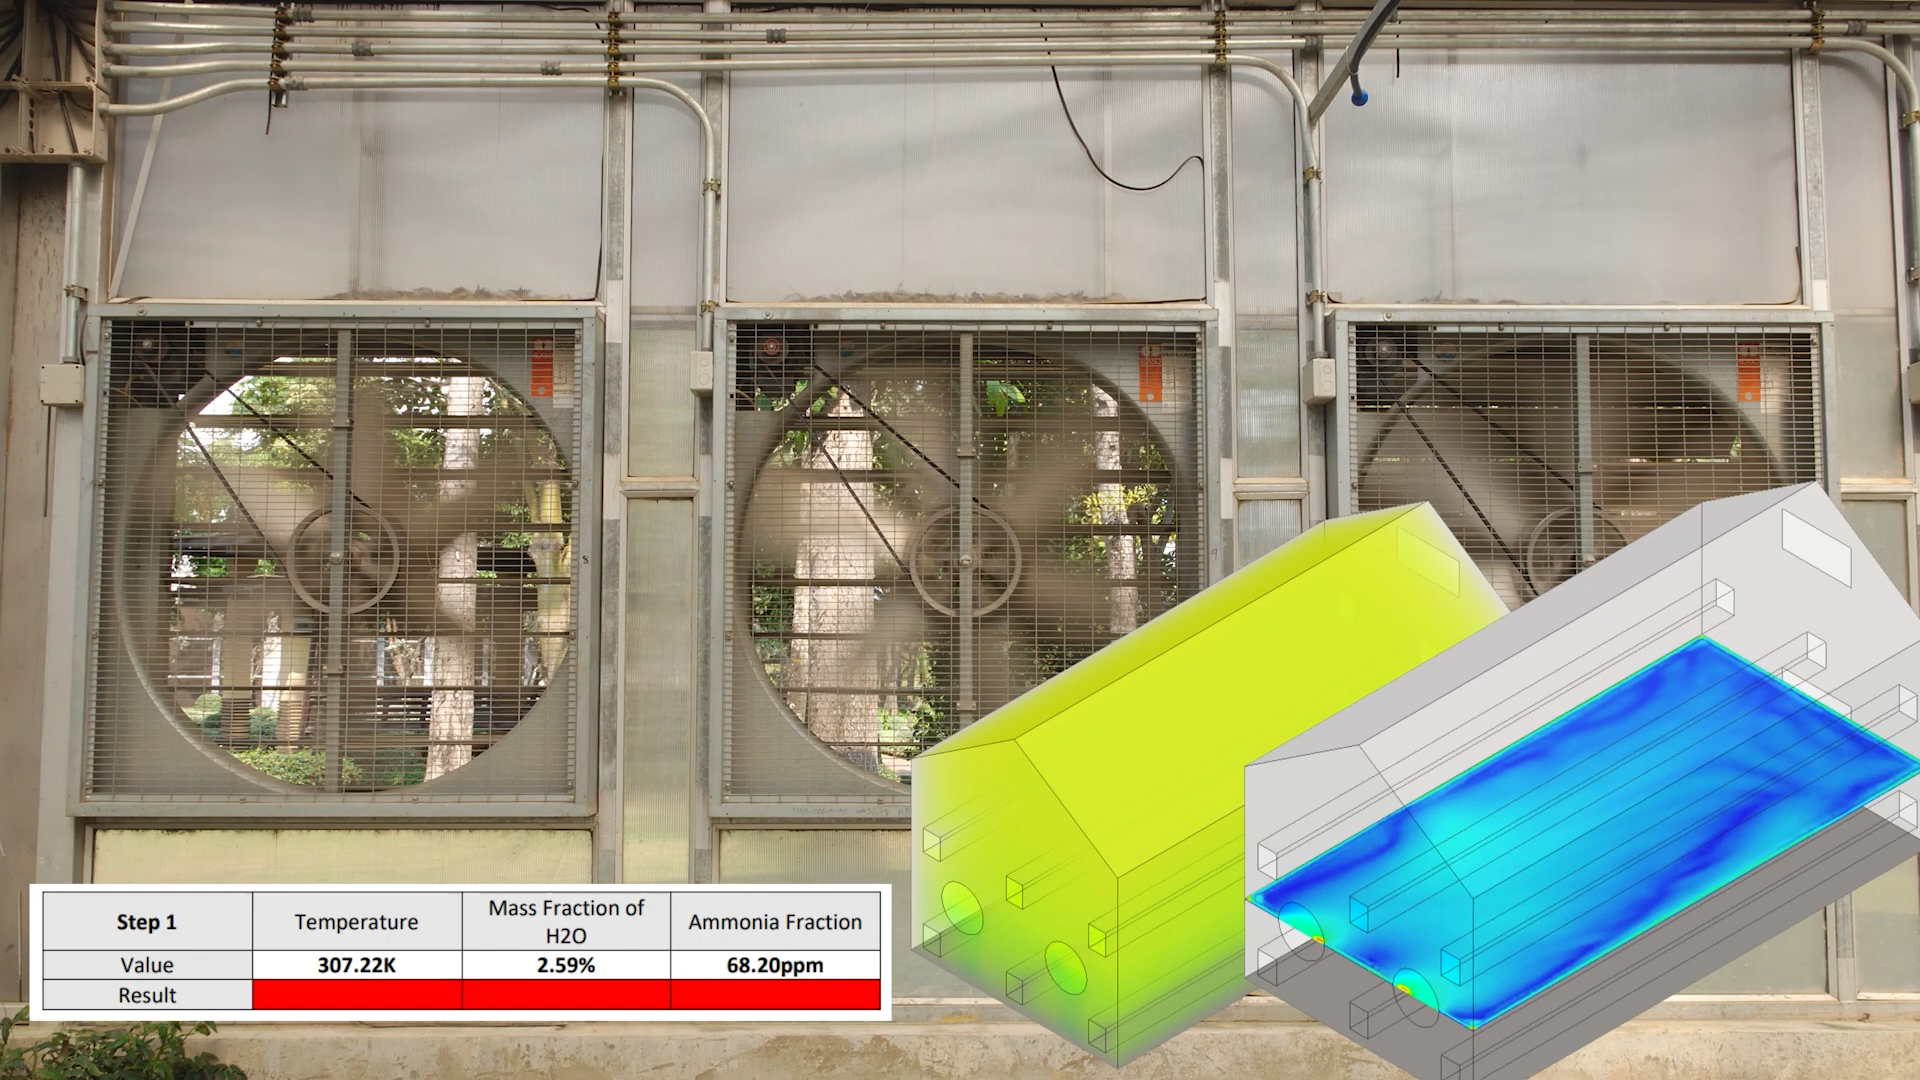 Step 1
Temperature
Mass Fraction of
H2O
Ammonia Fraction
Value
307.22K
2.59%
68.20ppm
Result